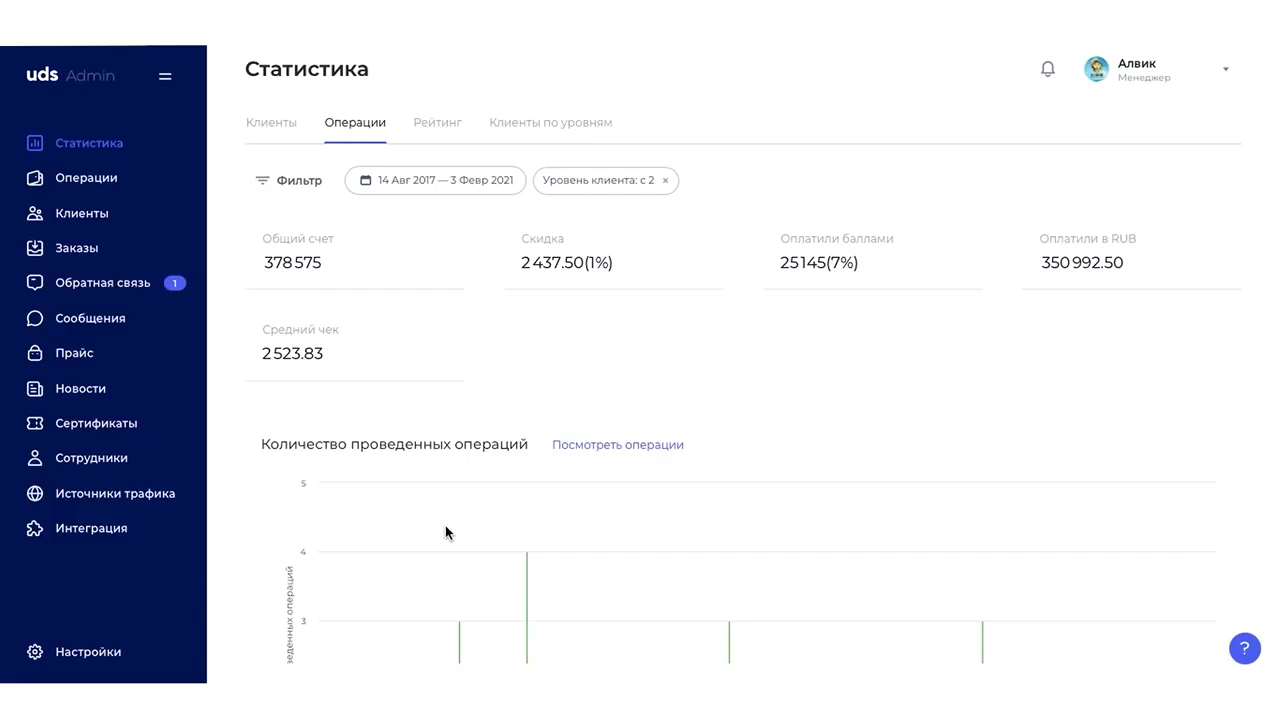 uds Admin
Статистика
Операции
Клиенты
Заказы
Обратная связь 1
Сообщения
Прайс
Новости
Сертификаты
Сотрудники
Источники трафика
Интеграция
Настройки
Статистика
Алвик
Менеджер
Клиенты Операции Рейтинг Клиенты по уровням
Фильтр 14 Авг 2017 — 3 Февр 2021 Уровень клиента: с 2 ×
Общий счет Скидка Оплатили баллами Оплатили в RUB
378 575 2 437.50(1%) 25 145(7%) 350 992.50
Средний чек
2 523.83
Количество проведенных операций Посмотреть операции
5
4
3
операций
?